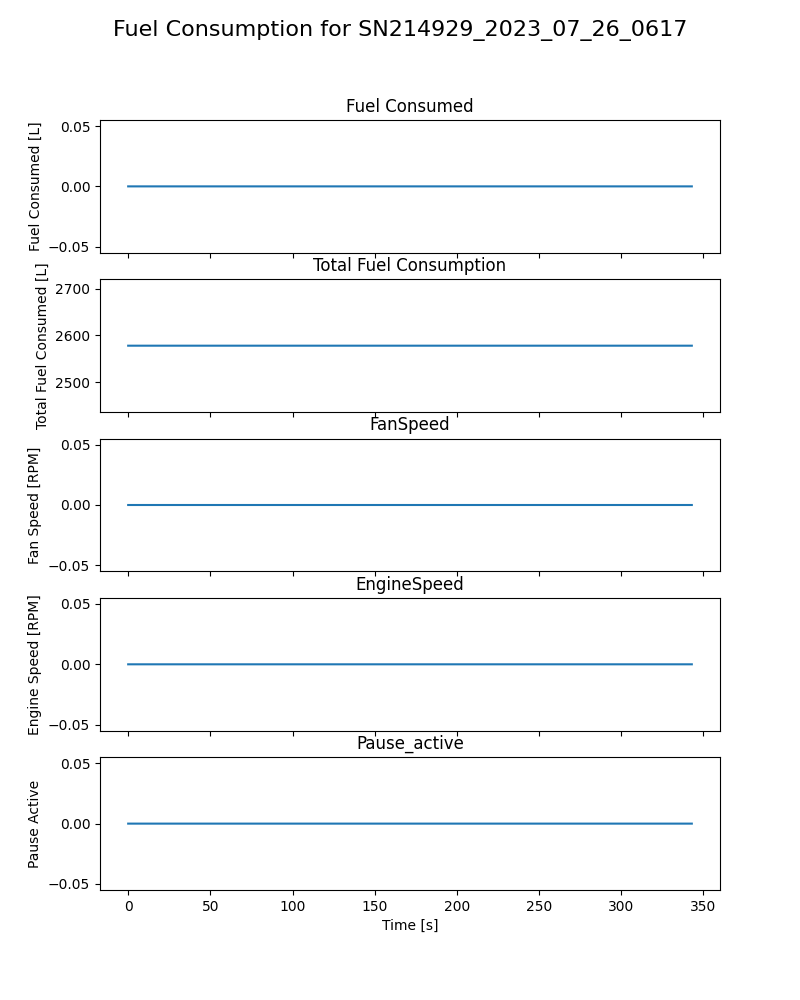 Fuel Consumption for SN214929_2023_07_26_0617
Fuel Consumed
Fuel Consumed [L]
0.05
0.00
−0.05
Total Fuel Consumption
Total Fuel Consumed [L]
2700
2600
2500
FanSpeed
Fan Speed [RPM]
0.05
0.00
−0.05
EngineSpeed
Engine Speed [RPM]
0.05
0.00
−0.05
Pause_active
Pause Active
0.05
0.00
−0.05
0 50 100 150 200 250 300 350
Time [s]